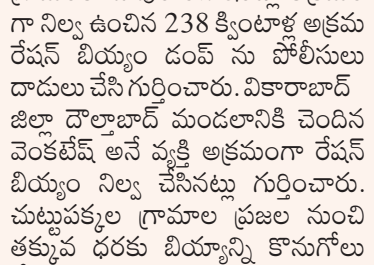 గా నిల్వ ఉంచిన 238 క్వింటాళ్ల అక్రమ
రేషన్ బియ్యం డంప్ ను పోలీసులు
దాడులు చేసి గుర్తించారు. వికారాబాద్
జిల్లా దౌల్తాబాద్ మండలానికి చెందిన
వెంకటేష్ అనే వ్యక్తి అక్రమంగా రేషన్
బియ్యం నిల్వ చేసినట్లు గుర్తించారు.
చుట్టుపక్కల గ్రామాల ప్రజల నుంచి
తక్కువ ధరకు బియ్యాన్ని కొనుగోలు